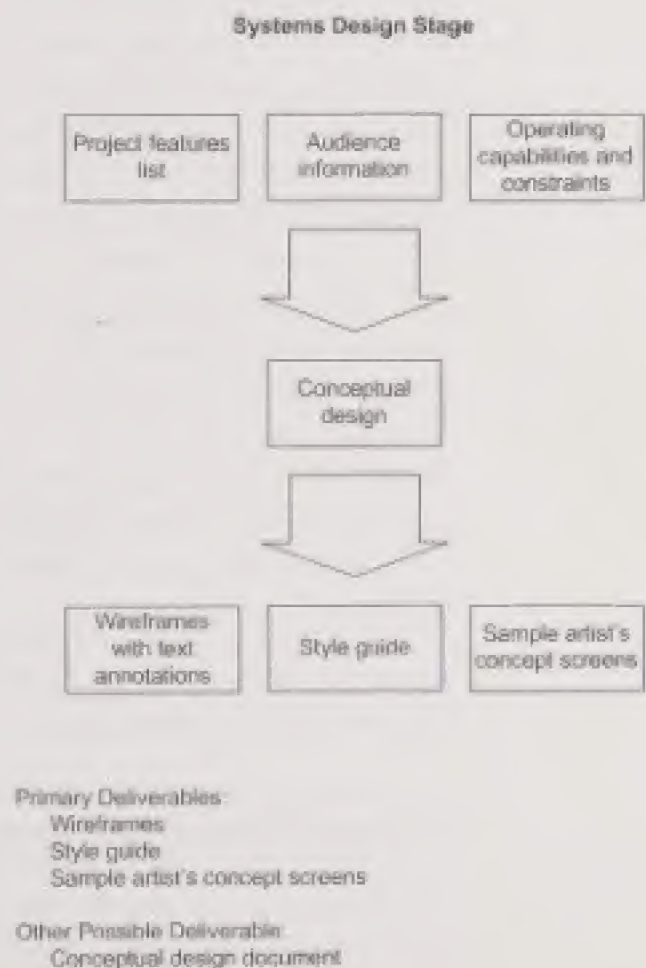 Systems Design Stage
Project features
list
Audience
information
Operating
capabilities and
constraints
Conceptual
design
Wireframes
with text
annotations
Style guide
Sample artist's
concept screens
Primary Deliverables:
Wireframes
Style guide
Sample artist's concept screens
Other Possible Deliverable:
Conceptual design document